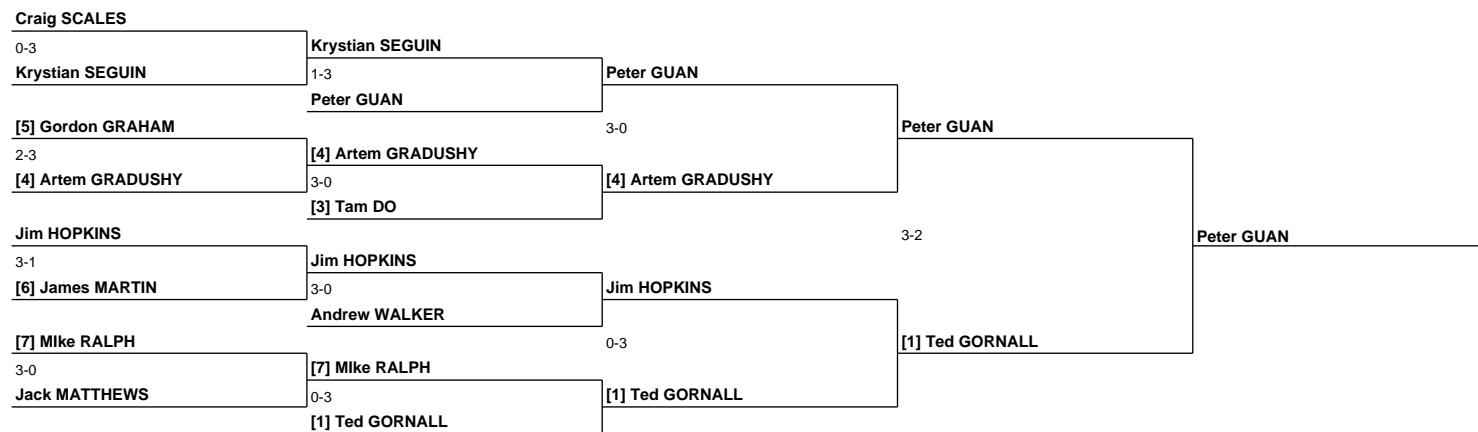 Craig SCALES
0-3
Krystian SEGUIN
Krystian SEGUIN
1-3
Peter GUAN
Peter GUAN
[5] Gordon GRAHAM
2-3
[4] Artem GRADUSHY
[4] Artem GRADUSHY
3-0
[3] Tam DO
3-0
[4] Artem GRADUSHY
Peter GUAN
Jim HOPKINS
3-1
[6] James MARTIN
Jim HOPKINS
3-0
Andrew WALKER
Jim HOPKINS
[7] MIke RALPH
3-0
Jack MATTHEWS
[7] MIke RALPH
0-3
[1] Ted GORNALL
0-3
[1] Ted GORNALL
3-2
[1] Ted GORNALL
Peter GUAN